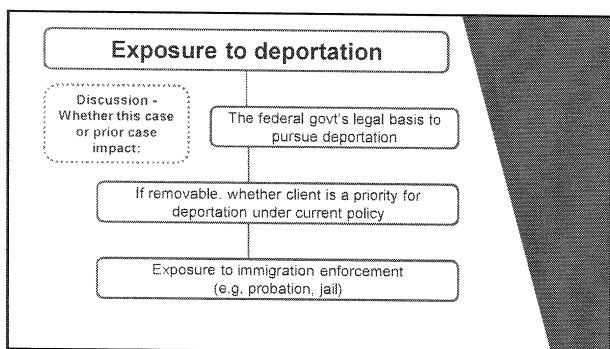 Exposure to deportation
Discussion -
Whether this case
or prior case
impact:
The federal govt's legal basis to
pursue deportation
If removable. whether client is a priority for
deportation under current policy
Exposure to immigration enforcement
(e.g. probation, jail)